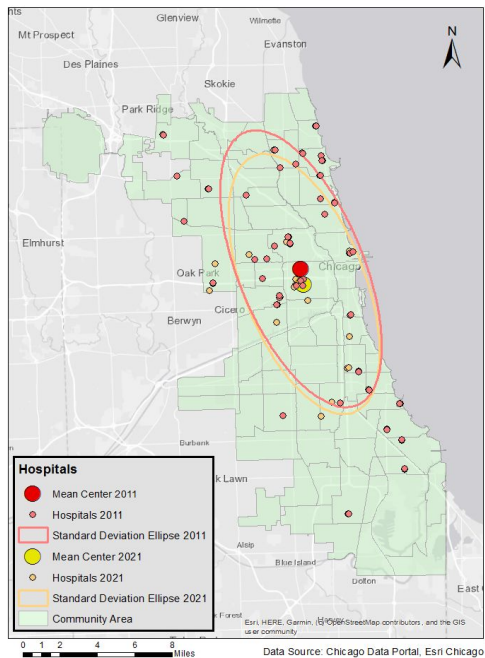 nts
Glenview
Wilmette
Mt Prospect
Evanston
N
Des Plaines
Skokie
Park Ridge
Elmhurst
Oak Park
Chicago
Cicero
Berwyn
Burbank
k Lawn
Alsip
Blue Island
Dolton
East
rk Forest
Hospitals
Mean Center 2011
Hospitals 2011
Standard Deviation Ellipse 2011
Mean Center 2021
Hospitals 2021
Standard Deviation Ellipse 2021
Community Area
Esri, HERE, Garmin, (c) OpenStreetMap contributors, and the GIS
user community
0 1 2 4 6 8
Miles
Data Source: Chicago Data Portal, Esri Chicago